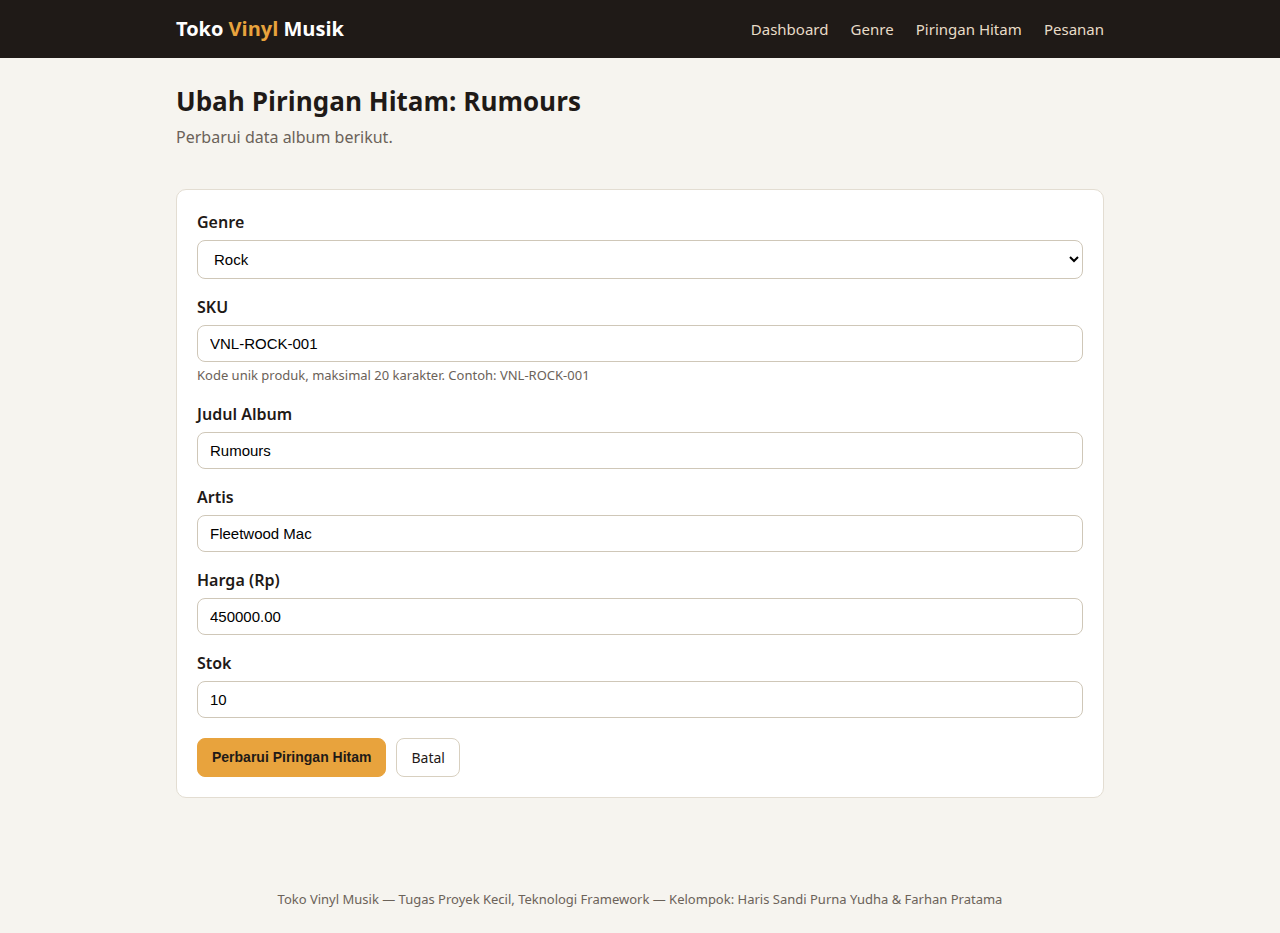 Toko Vinyl Musik
Dashboard Genre Piringan Hitam Pesanan
Ubah Piringan Hitam: Rumours
Perbarui data album berikut.
Genre
Rock
SKU
VNL-ROCK-001
Kode unik produk, maksimal 20 karakter. Contoh: VNL-ROCK-001
Judul Album
Rumours
Artis
Fleetwood Mac
Harga (Rp)
450000.00
Stok
10
Perbarui Piringan Hitam Batal
Toko Vinyl Musik — Tugas Proyek Kecil, Teknologi Framework — Kelompok: Haris Sandi Purna Yudha & Farhan Pratama